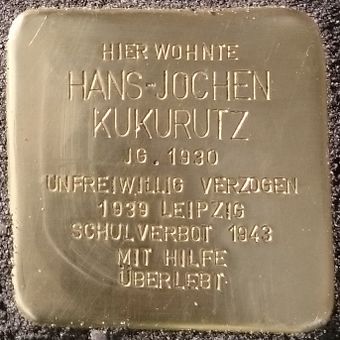 HIER WOHNTE
HANS-JOCHEN
KUKURUTZ
JG. 1930
UNFREIWILLIG VERZOGEN
1939 LEIPZIG
SCHULVERBOT 1943
MIT HILFE
ÜBERLEBT